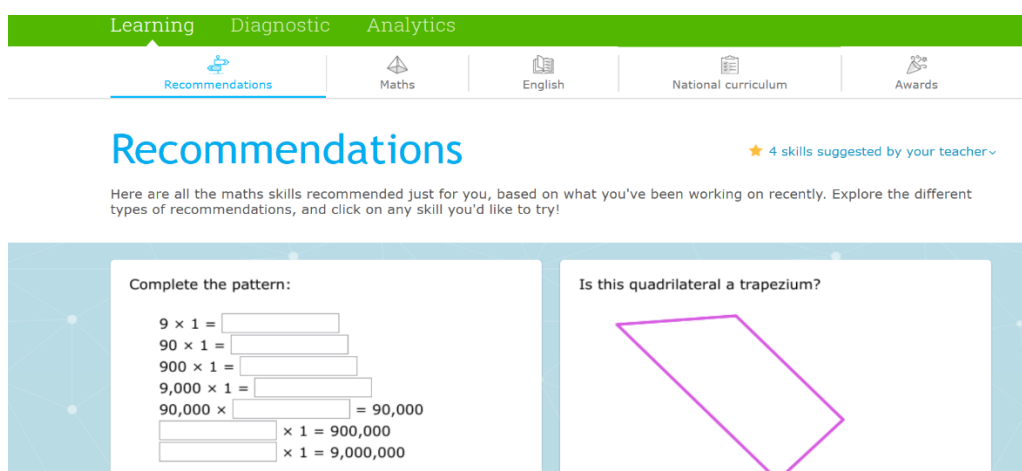 Learning Diagnostic Analytics
Recommendations Maths English National curriculum Awards
Recommendations
4 skills suggested by your teacher
Here are all the maths skills recommended just for you, based on what you've been working on recently. Explore the different
types of recommendations, and click on any skill you'd like to try!
Complete the pattern:
9 × 1 =
90 × 1 =
900 × 1 =
9,000 × 1 =
90,000 × = 90,000
× 1 = 900,000
× 1 = 9,000,000
Is this quadrilateral a trapezium?